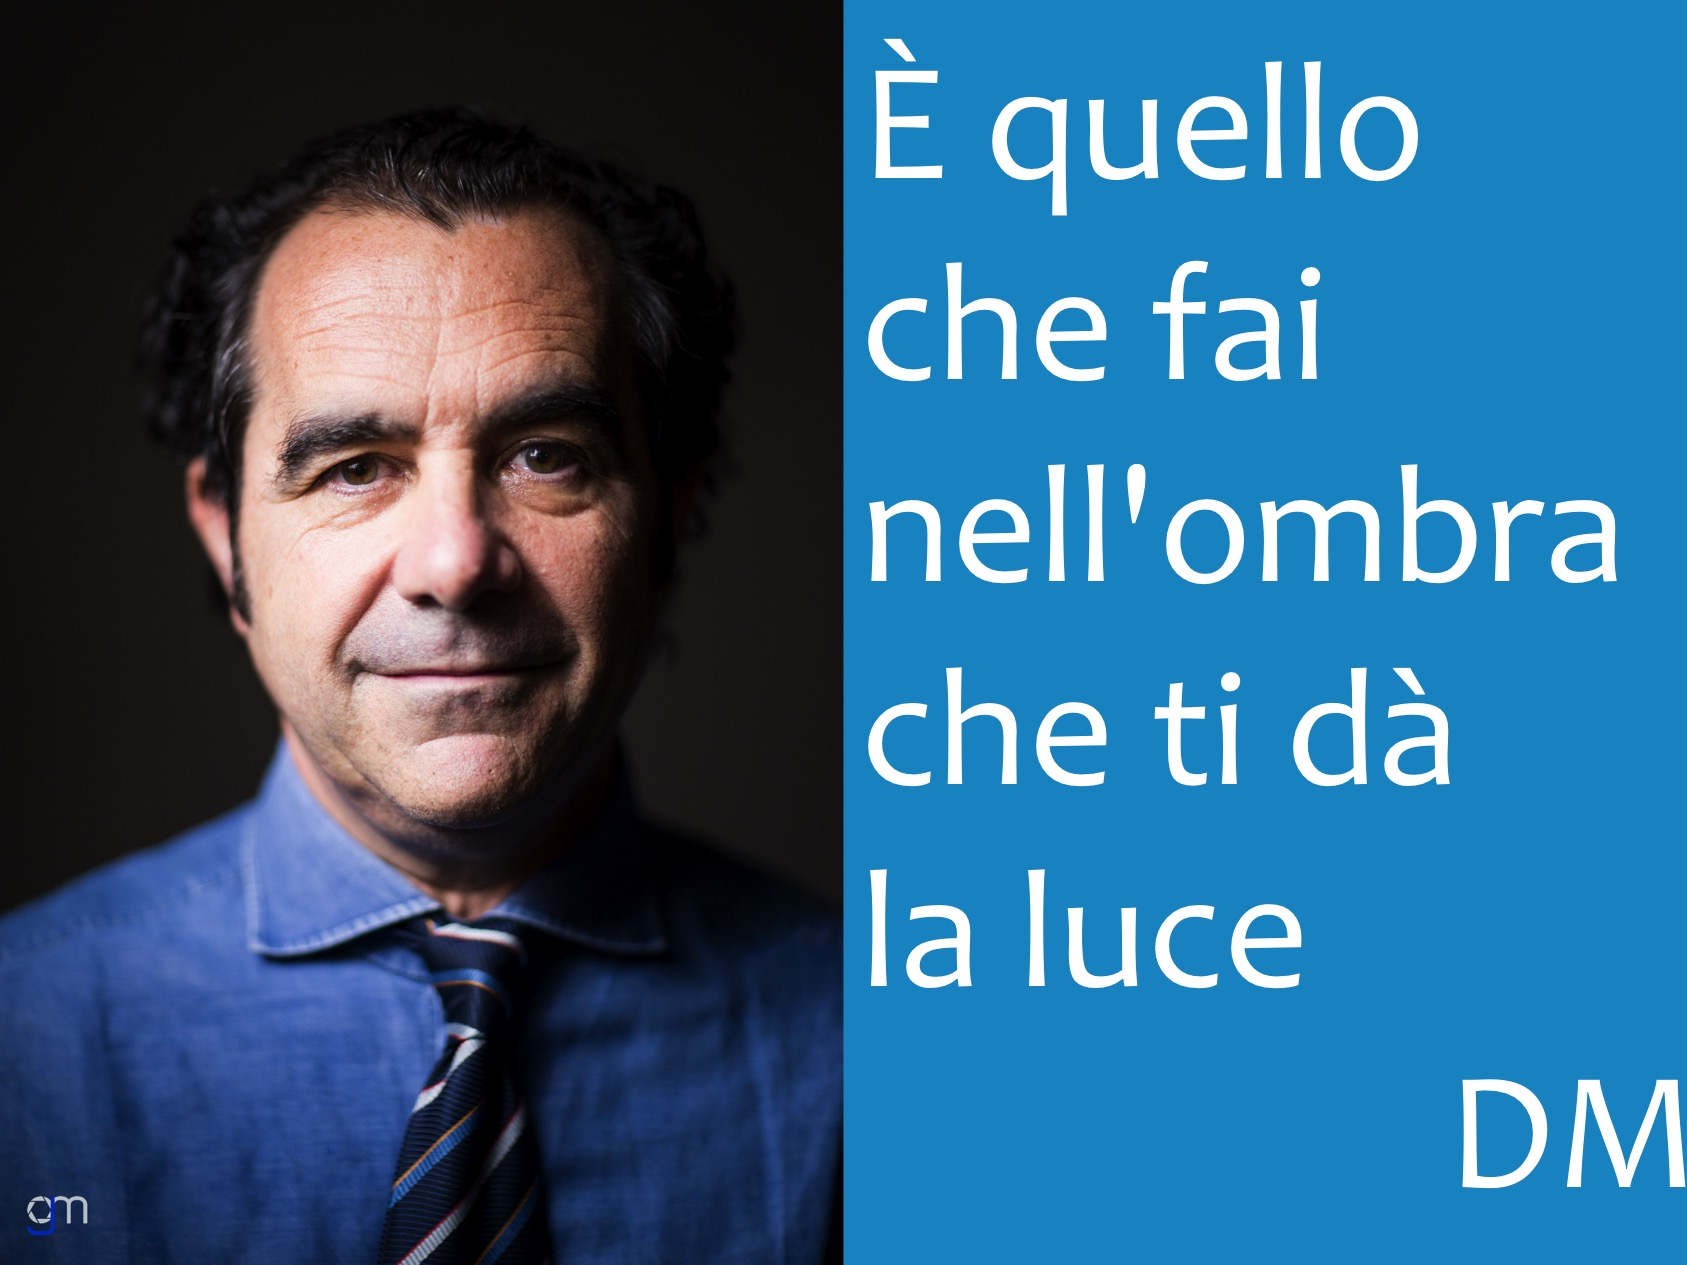 È quello
che fai
nell'ombra
che ti dà
la luce
DM
gm